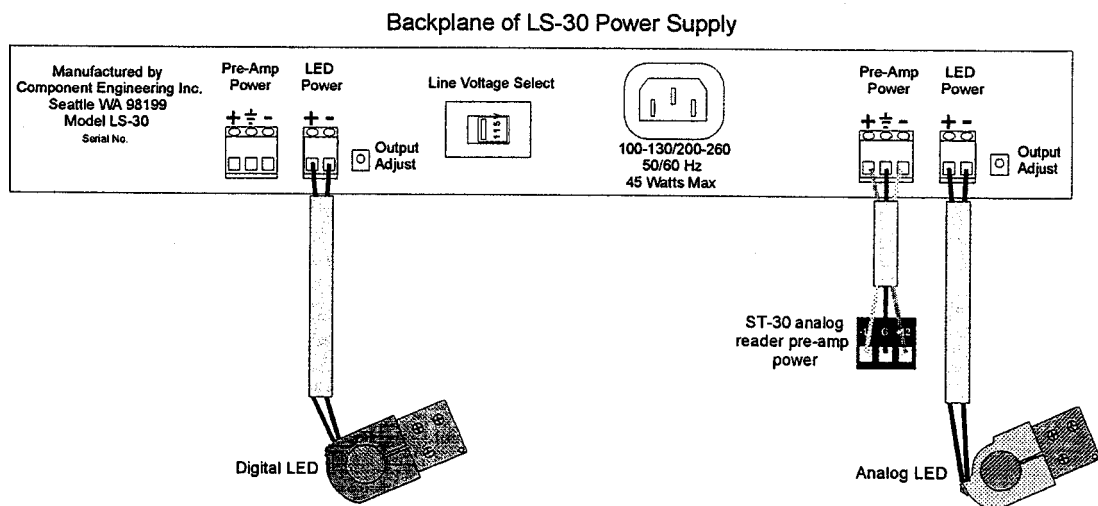 Backplane of LS-30 Power Supply
Manufactured by
Component Engineering Inc.
Seattle WA 98199
Model LS-30
Serial No.
Pre-Amp
Power
+ ⏚ -
LED
Power
+ -
Output
Adjust
Line Voltage Select
115V
100-130/200-260
50/60 Hz
45 Watts Max
Pre-Amp
Power
+ ⏚ -
LED
Power
+ -
Output
Adjust
ST-30 analog
reader pre-amp
power
G
Digital LED
Analog LED